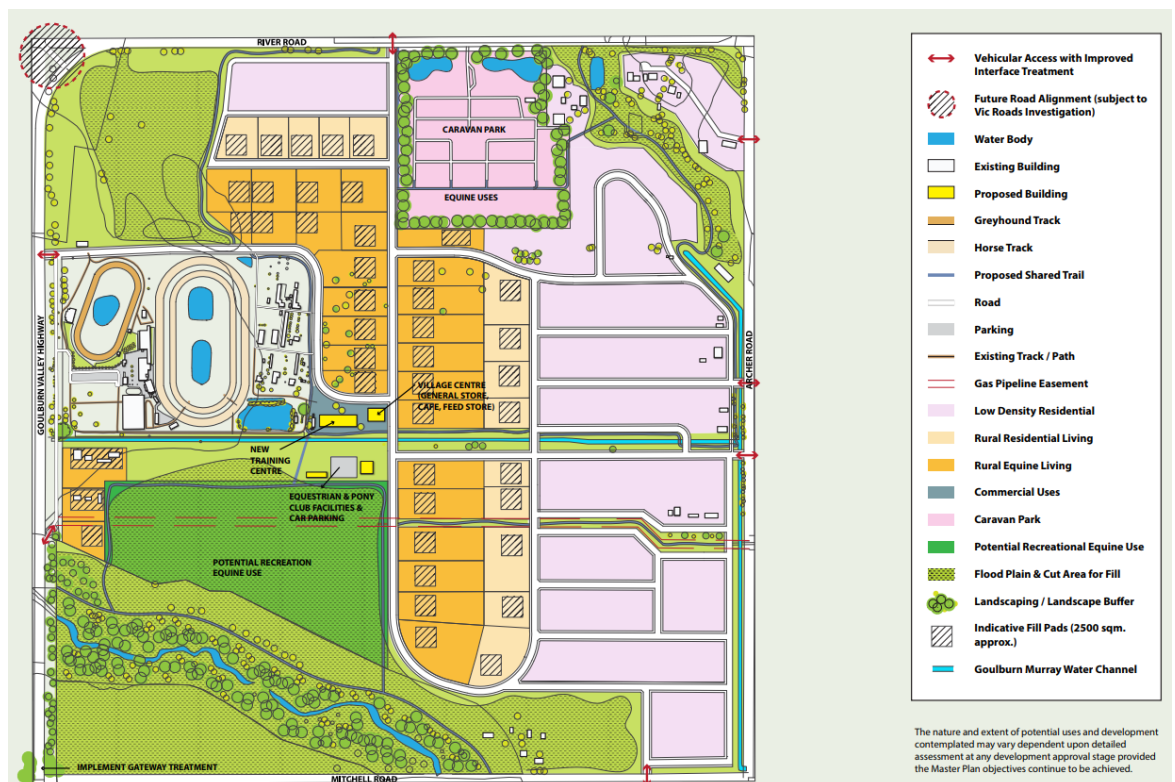 RIVER ROAD
CARAVAN PARK
EQUINE USES
GOULBURN VALLEY HIGHWAY
ARCHER ROAD
VILLAGE CENTRE
(GENERAL STORE,
CAFE, FEED STORE)
NEW
TRAINING
CENTRE
EQUESTRIAN & PONY
CLUB FACILITIES &
CAR PARKING
POTENTIAL RECREATION
EQUINE USE
IMPLEMENT GATEWAY TREATMENT
MITCHELL ROAD
Vehicular Access with Improved
Interface Treatment
Future Road Alignment (subject to
Vic Roads Investigation)
Water Body
Existing Building
Proposed Building
Greyhound Track
Horse Track
Proposed Shared Trail
Road
Parking
Existing Track / Path
Gas Pipeline Easement
Low Density Residential
Rural Residential Living
Rural Equine Living
Commercial Uses
Caravan Park
Potential Recreational Equine Use
Flood Plain & Cut Area for Fill
Landscaping / Landscape Buffer
Indicative Fill Pads (2500 sqm.
approx.)
Goulburn Murray Water Channel
The nature and extent of potential uses and development
contemplated may vary dependent upon detailed
assessment at any development approval stage provided
the Master Plan objectives continue to be achieved.